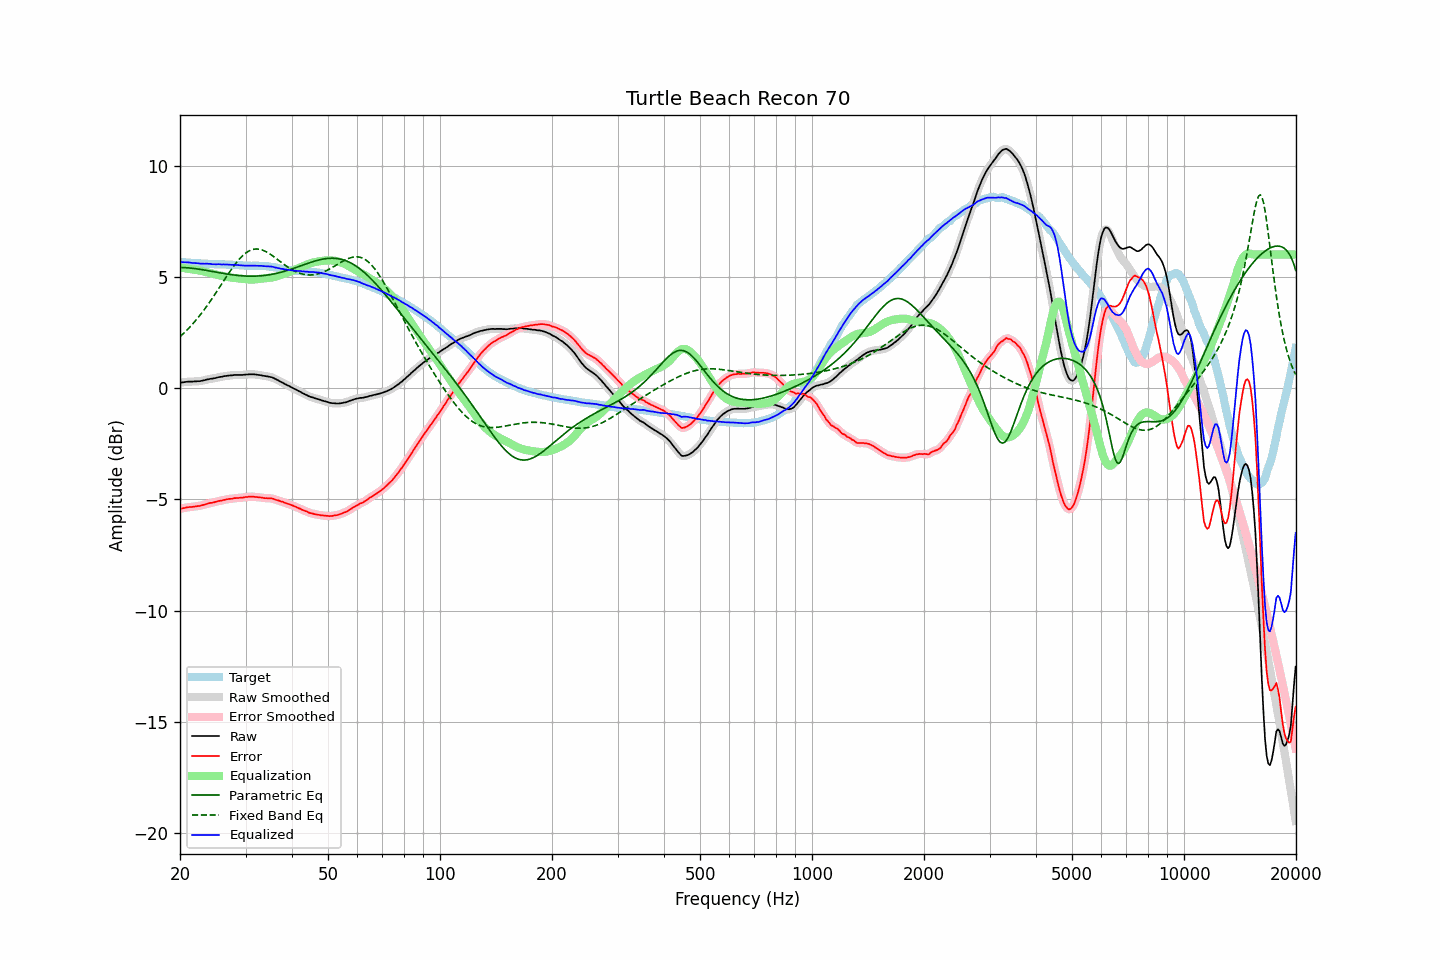 Turtle Beach Recon 70
Amplitude (dBr)
10
5
0
−5
−10
−15
−20
Target
Raw Smoothed
Error Smoothed
Raw
Error
Equalization
Parametric Eq
Fixed Band Eq
Equalized
20 50 100 200 500 1000 2000 5000 10000 20000
Frequency (Hz)